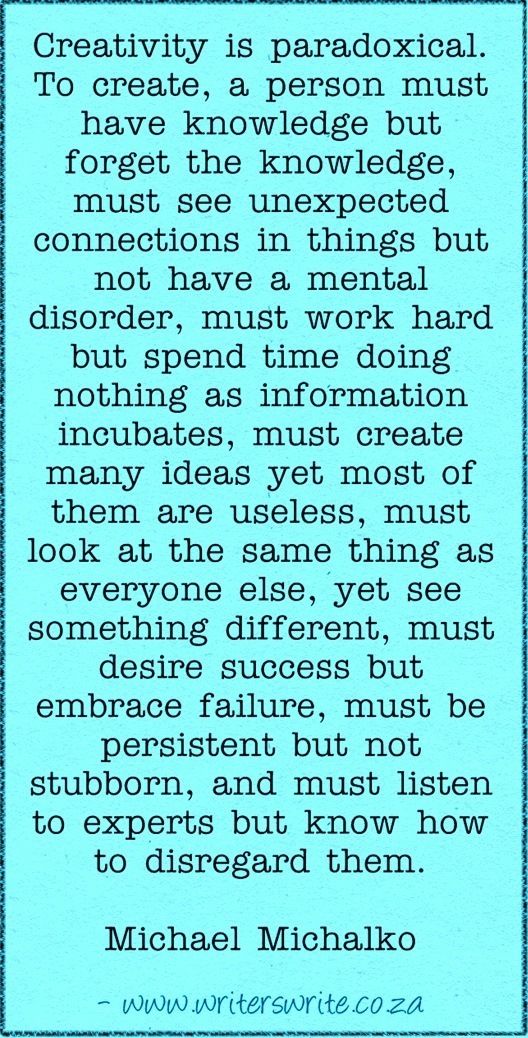 Creativity is paradoxical.
To create, a person must
have knowledge but
forget the knowledge,
must see unexpected
connections in things but
not have a mental
disorder, must work hard
but spend time doing
nothing as information
incubates, must create
many ideas yet most of
them are useless, must
look at the same thing as
everyone else, yet see
something different, must
desire success but
embrace failure, must be
persistent but not
stubborn, and must listen
to experts but know how
to disregard them.
Michael Michalko
- www.writerswrite.co.za